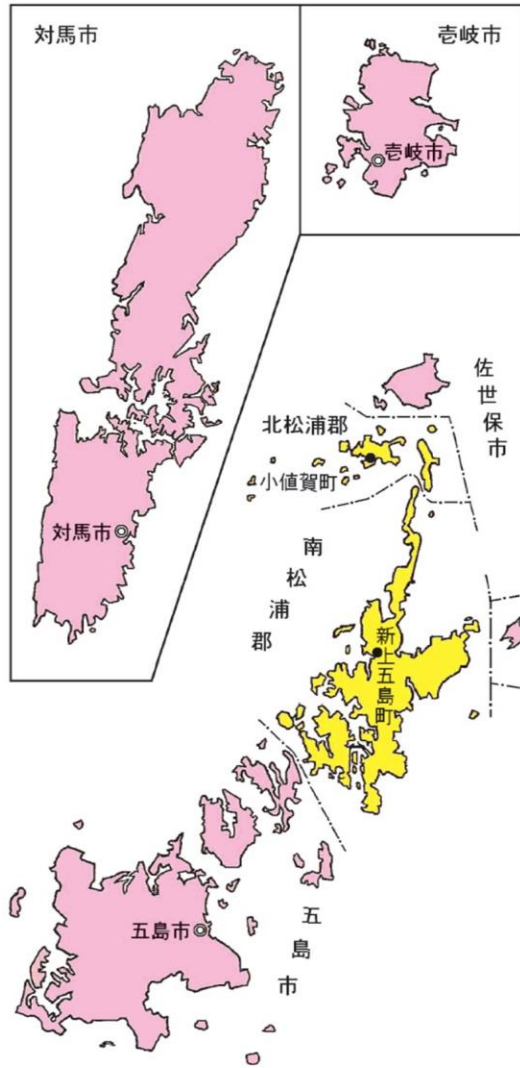 対馬市
壱岐市
壱岐市
佐世保市
北松浦郡
小値賀町
対馬市
南松浦郡
新上五島町
五島市
五島市